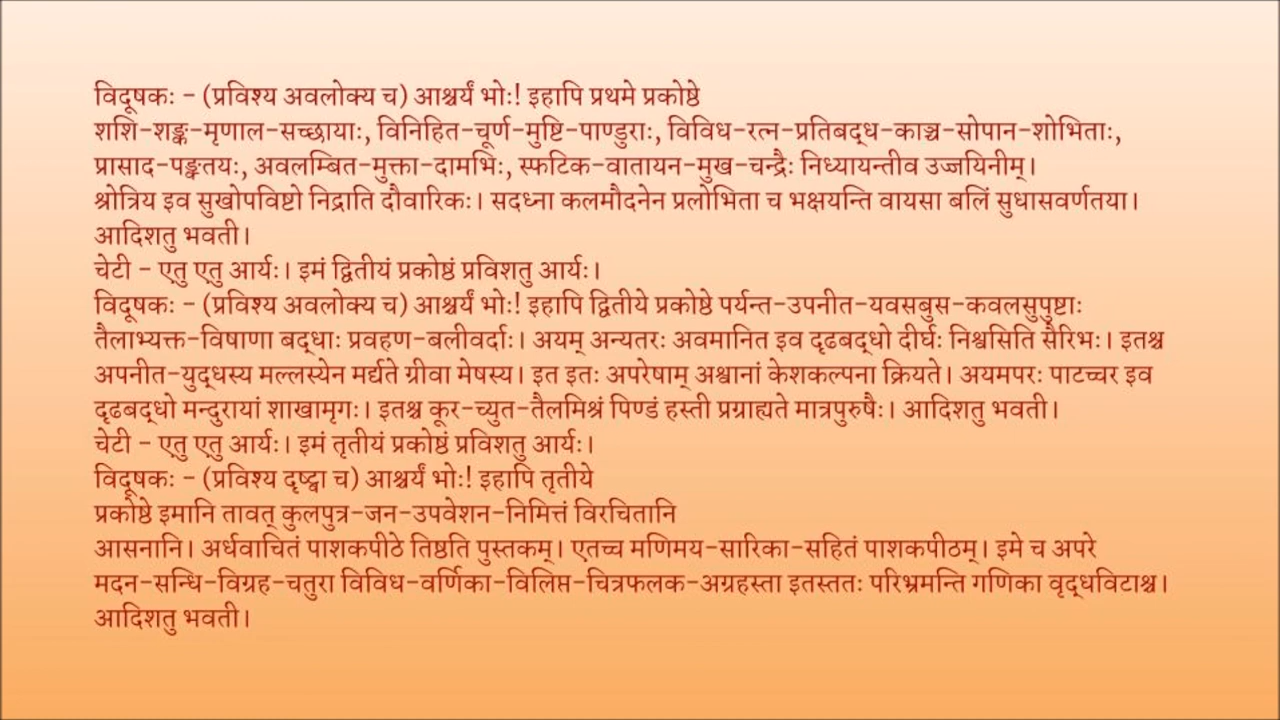 विदूषकः - (प्रविश्य अवलोक्य च) आश्चर्यं भोः! इहापि प्रथमे प्रकोष्ठे
शशि-शङ्क-मृणाल-सच्छायाः, विनिहित-चूर्ण-मुष्टि-पाण्डुराः, विविध-रत्न-प्रतिबद्ध-काञ्च-सोपान-शोभिताः,
प्रासाद-पङ्क्तयः, अवलम्बित-मुक्ता-दामभिः, स्फटिक-वातायन-मुख-चन्द्रैः निध्यायन्तीव उज्जयिनीम्।
श्रोत्रिय इव सुखोपविष्टो निद्राति दौवारिकः। सदध्ना कलमौदनेन प्रलोभिता च भक्षयन्ति वायसा बलिं सुधासवर्णतया।
आदिशतु भवती।
चेटी - एतु एतु आर्यः। इमं द्वितीयं प्रकोष्ठं प्रविशतु आर्यः।
विदूषकः - (प्रविश्य अवलोक्य च) आश्चर्यं भोः! इहापि द्वितीये प्रकोष्ठे पर्यन्त-उपनीत-यवसबुस-कवलसुपुष्टाः
तैलाभ्यक्त-विषाणा बद्धाः प्रवहण-बलीवर्दाः। अयम् अन्यतरः अवमानित इव दृढबद्धो दीर्घः निश्वसिति सैरिभः। इतश्च
अपनीत-युद्धस्य मल्लस्येन मर्द्यते ग्रीवा मेषस्य। इत इतः अपरेषाम् अश्वानां केशकल्पना क्रियते। अयमपरः पाटच्चर इव
दृढबद्धो मन्दुरायां शाखामृगः। इतश्च कूर-च्युत-तैलमिश्रं पिण्डं हस्ती प्रग्राह्यते मात्रपुरुषैः। आदिशतु भवती।
चेटी - एतु एतु आर्यः। इमं तृतीयं प्रकोष्ठं प्रविशतु आर्यः।
विदूषकः - (प्रविश्य दृष्ट्वा च) आश्चर्यं भोः! इहापि तृतीये
प्रकोष्ठे इमानि तावत् कुलपुत्र-जन-उपवेशन-निमित्तं विरचितानि
आसनानि। अर्धवाचितं पाशकपीठे तिष्ठति पुस्तकम्। एतच्च मणिमय-सारिका-सहितं पाशकपीठम्। इमे च अपरे
मदन-सन्धि-विग्रह-चतुरा विविध-वर्णिका-विलिप्त-चित्रफलक-अग्रहस्ता इतस्ततः परिभ्रमन्ति गणिका वृद्धविटाश्च।
आदिशतु भवती।